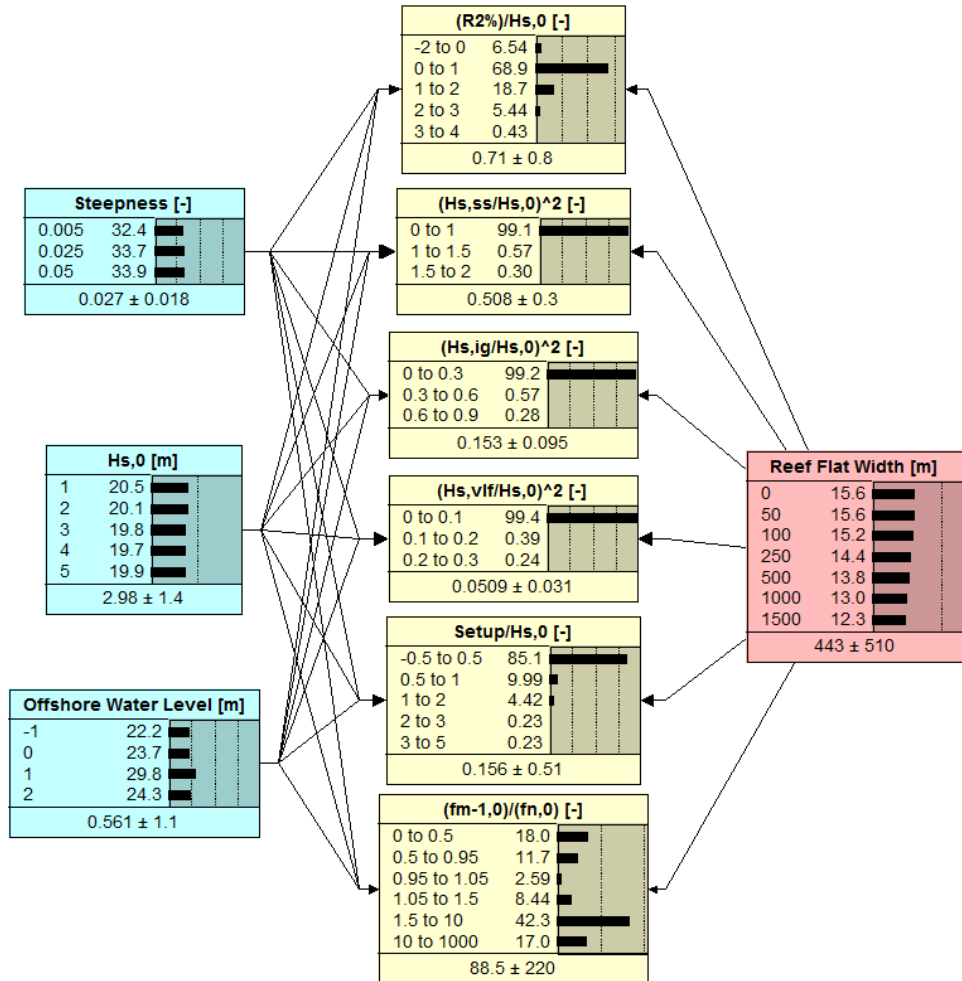 (R2%)/Hs,0 [-]
-2 to 0 6.54
0 to 1 68.9
1 to 2 18.7
2 to 3 5.44
3 to 4 0.43
0.71 ± 0.8
Steepness [-]
0.005 32.4
0.025 33.7
0.05 33.9
0.027 ± 0.018
(Hs,ss/Hs,0)^2 [-]
0 to 1 99.1
1 to 1.5 0.57
1.5 to 2 0.30
0.508 ± 0.3
(Hs,ig/Hs,0)^2 [-]
0 to 0.3 99.2
0.3 to 0.6 0.57
0.6 to 0.9 0.28
0.153 ± 0.095
Hs,0 [m]
1 20.5
2 20.1
3 19.8
4 19.7
5 19.9
2.98 ± 1.4
(Hs,vlf/Hs,0)^2 [-]
0 to 0.1 99.4
0.1 to 0.2 0.39
0.2 to 0.3 0.24
0.0509 ± 0.031
Reef Flat Width [m]
0 15.6
50 15.6
100 15.2
250 14.4
500 13.8
1000 13.0
1500 12.3
443 ± 510
Setup/Hs,0 [-]
-0.5 to 0.5 85.1
0.5 to 1 9.99
1 to 2 4.42
2 to 3 0.23
3 to 5 0.23
0.156 ± 0.51
Offshore Water Level [m]
-1 22.2
0 23.7
1 29.8
2 24.3
0.561 ± 1.1
(fm-1,0)/(fn,0) [-]
0 to 0.5 18.0
0.5 to 0.95 11.7
0.95 to 1.05 2.59
1.05 to 1.5 8.44
1.5 to 10 42.3
10 to 1000 17.0
88.5 ± 220